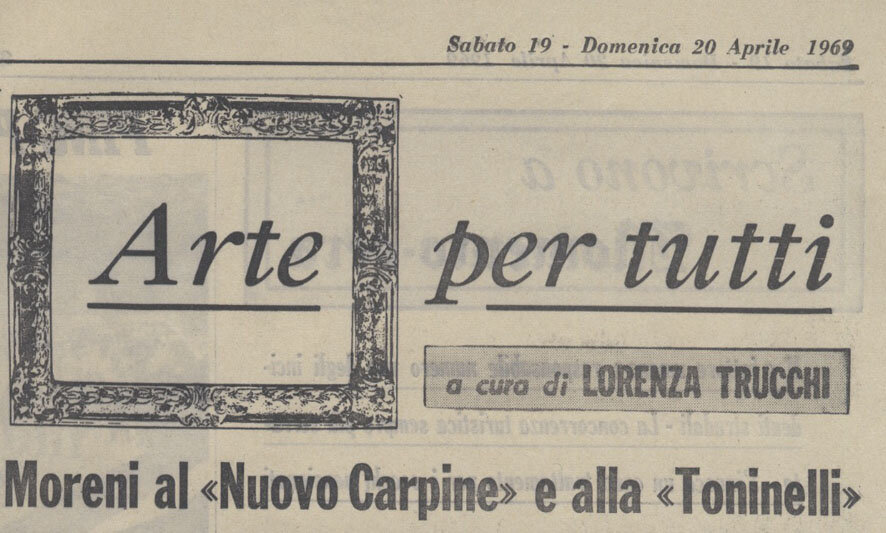 Sabato 19 - Domenica 20 Aprile 1969
Arte per tutti
a cura di LORENZA TRUCCHI
Moreni al «Nuovo Carpine» e alla «Toninelli»